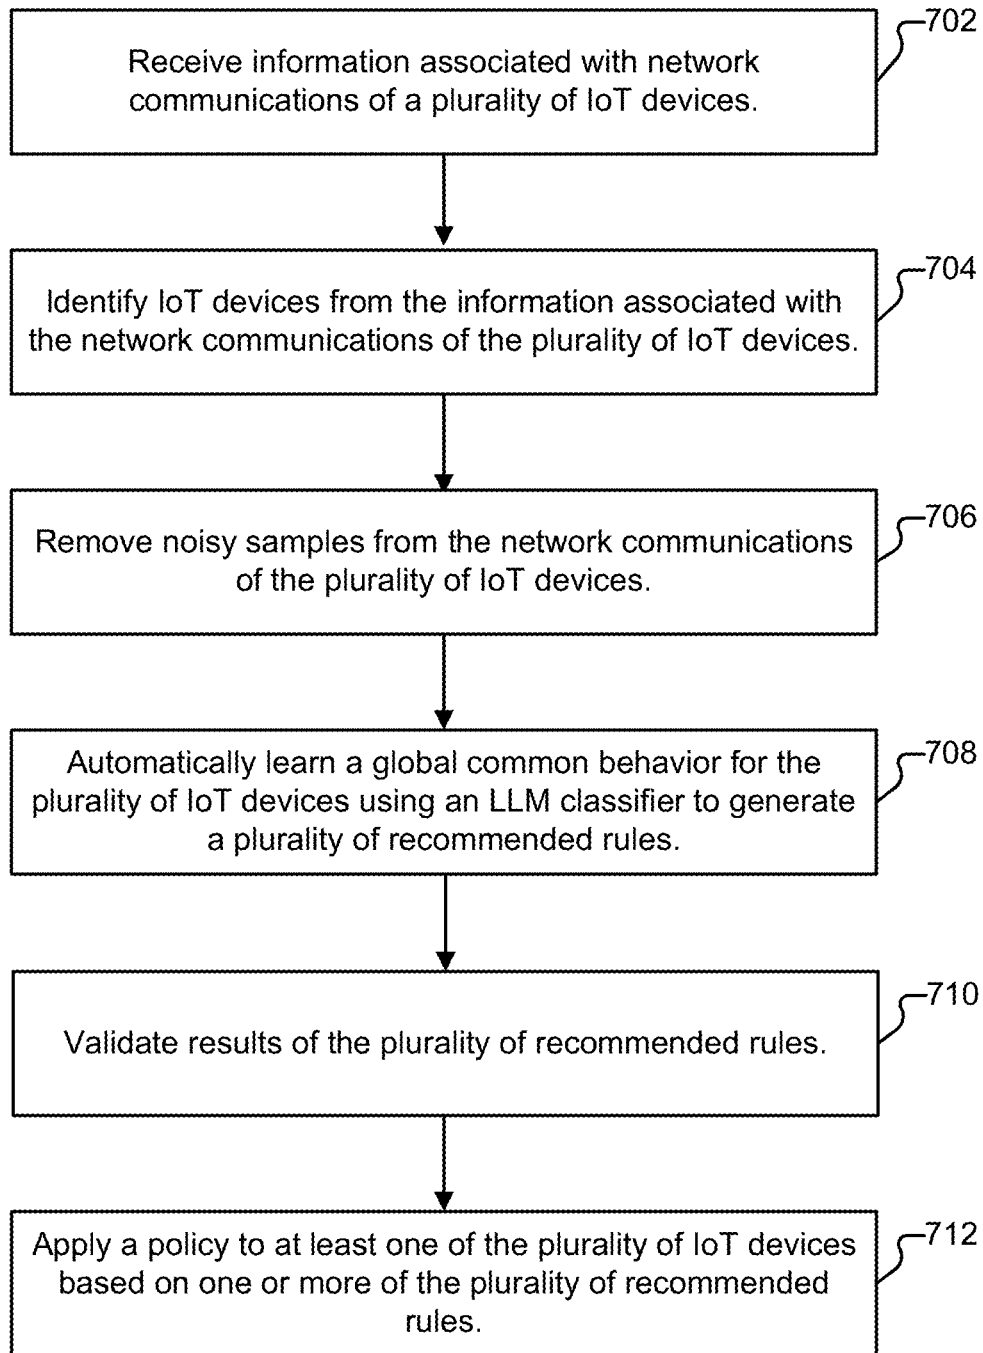 702
Receive information associated with network
communications of a plurality of IoT devices.
704
Identify IoT devices from the information associated with
the network communications of the plurality of IoT devices.
706
Remove noisy samples from the network communications
of the plurality of IoT devices.
708
Automatically learn a global common behavior for the
plurality of IoT devices using an LLM classifier to generate
a plurality of recommended rules.
710
Validate results of the plurality of recommended rules.
712
Apply a policy to at least one of the plurality of IoT devices
based on one or more of the plurality of recommended
rules.